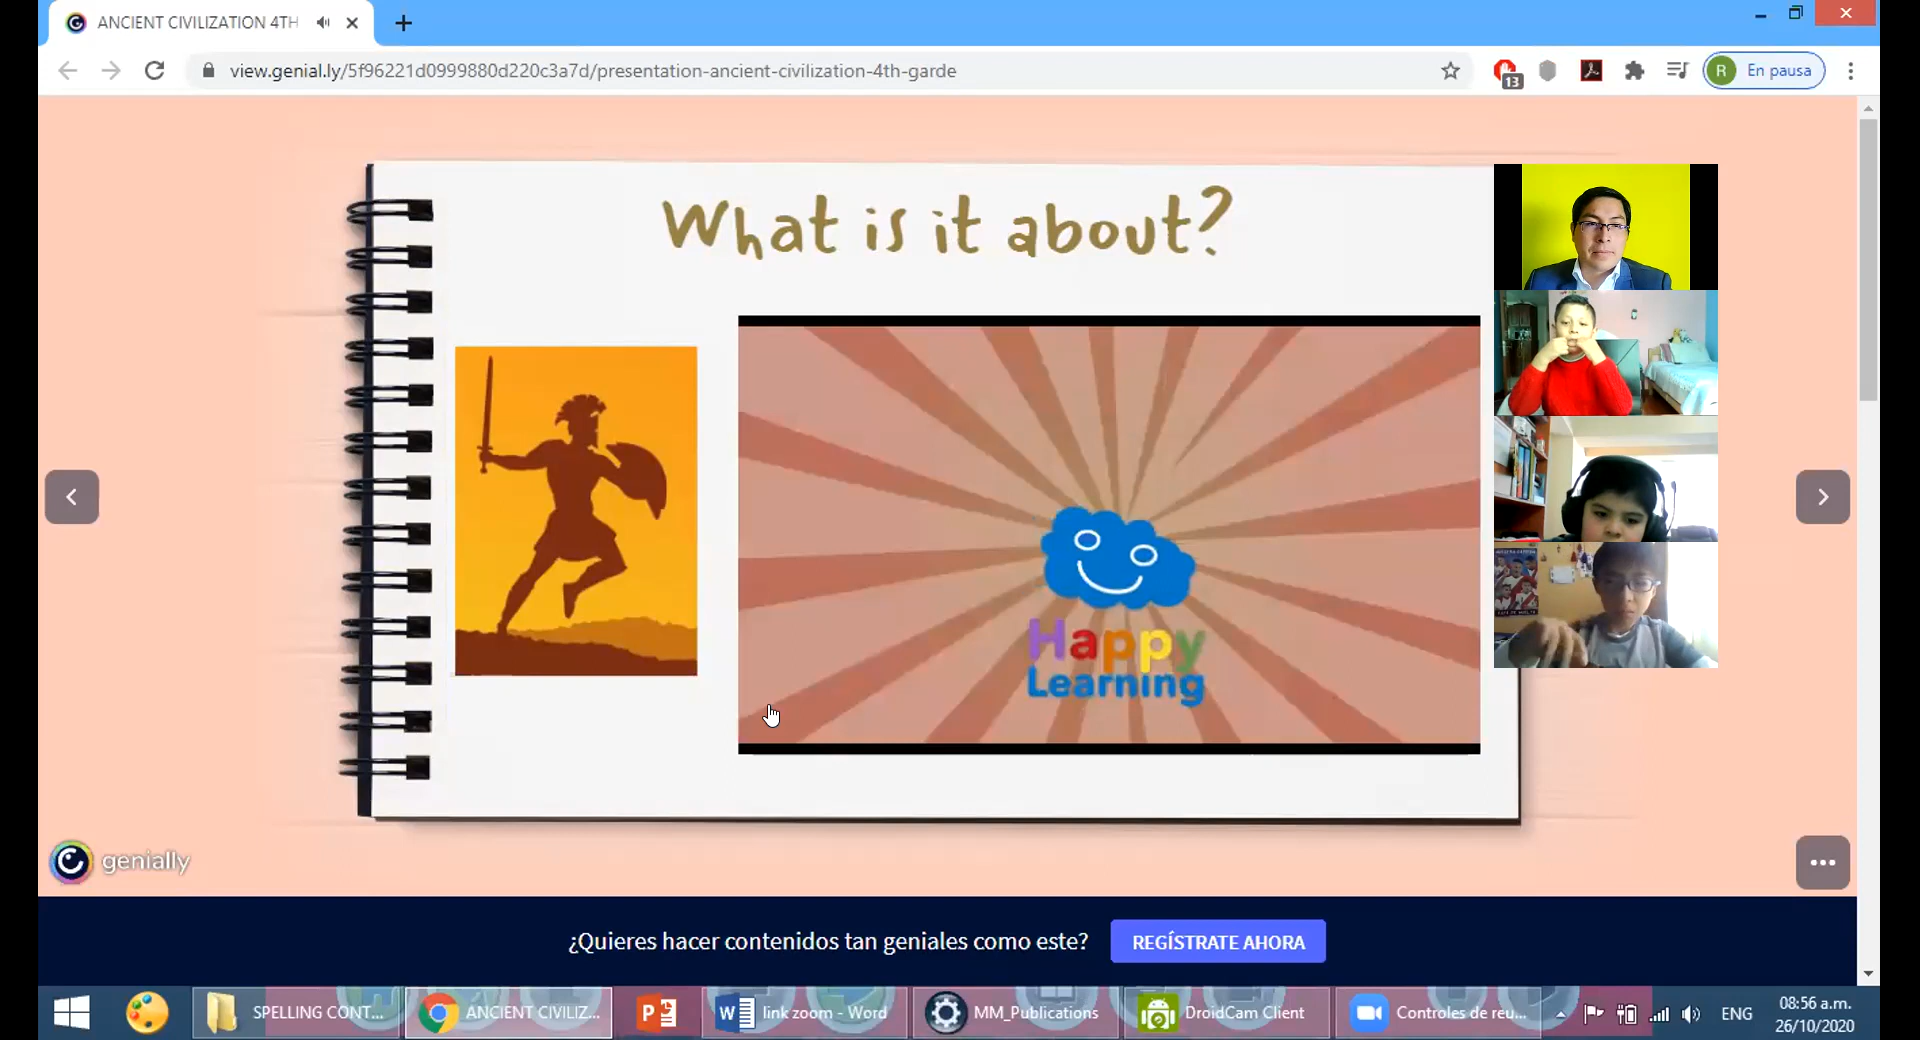 ANCIENT CIVILIZATION 4TH
view.genial.ly/5f96221d0999880d220c3a7d/presentation-ancient-civilization-4th-garde
13
R
En pausa
What is it about?
Happy
Learning
genially
¿Quieres hacer contenidos tan geniales como este?
REGÍSTRATE AHORA
SPELLING CONT...
ANCIENT CIVILIZ...
link zoom - Word
MM_Publications
DroidCam Client
Controles de reu...
ENG
08:56 a.m.
26/10/2020